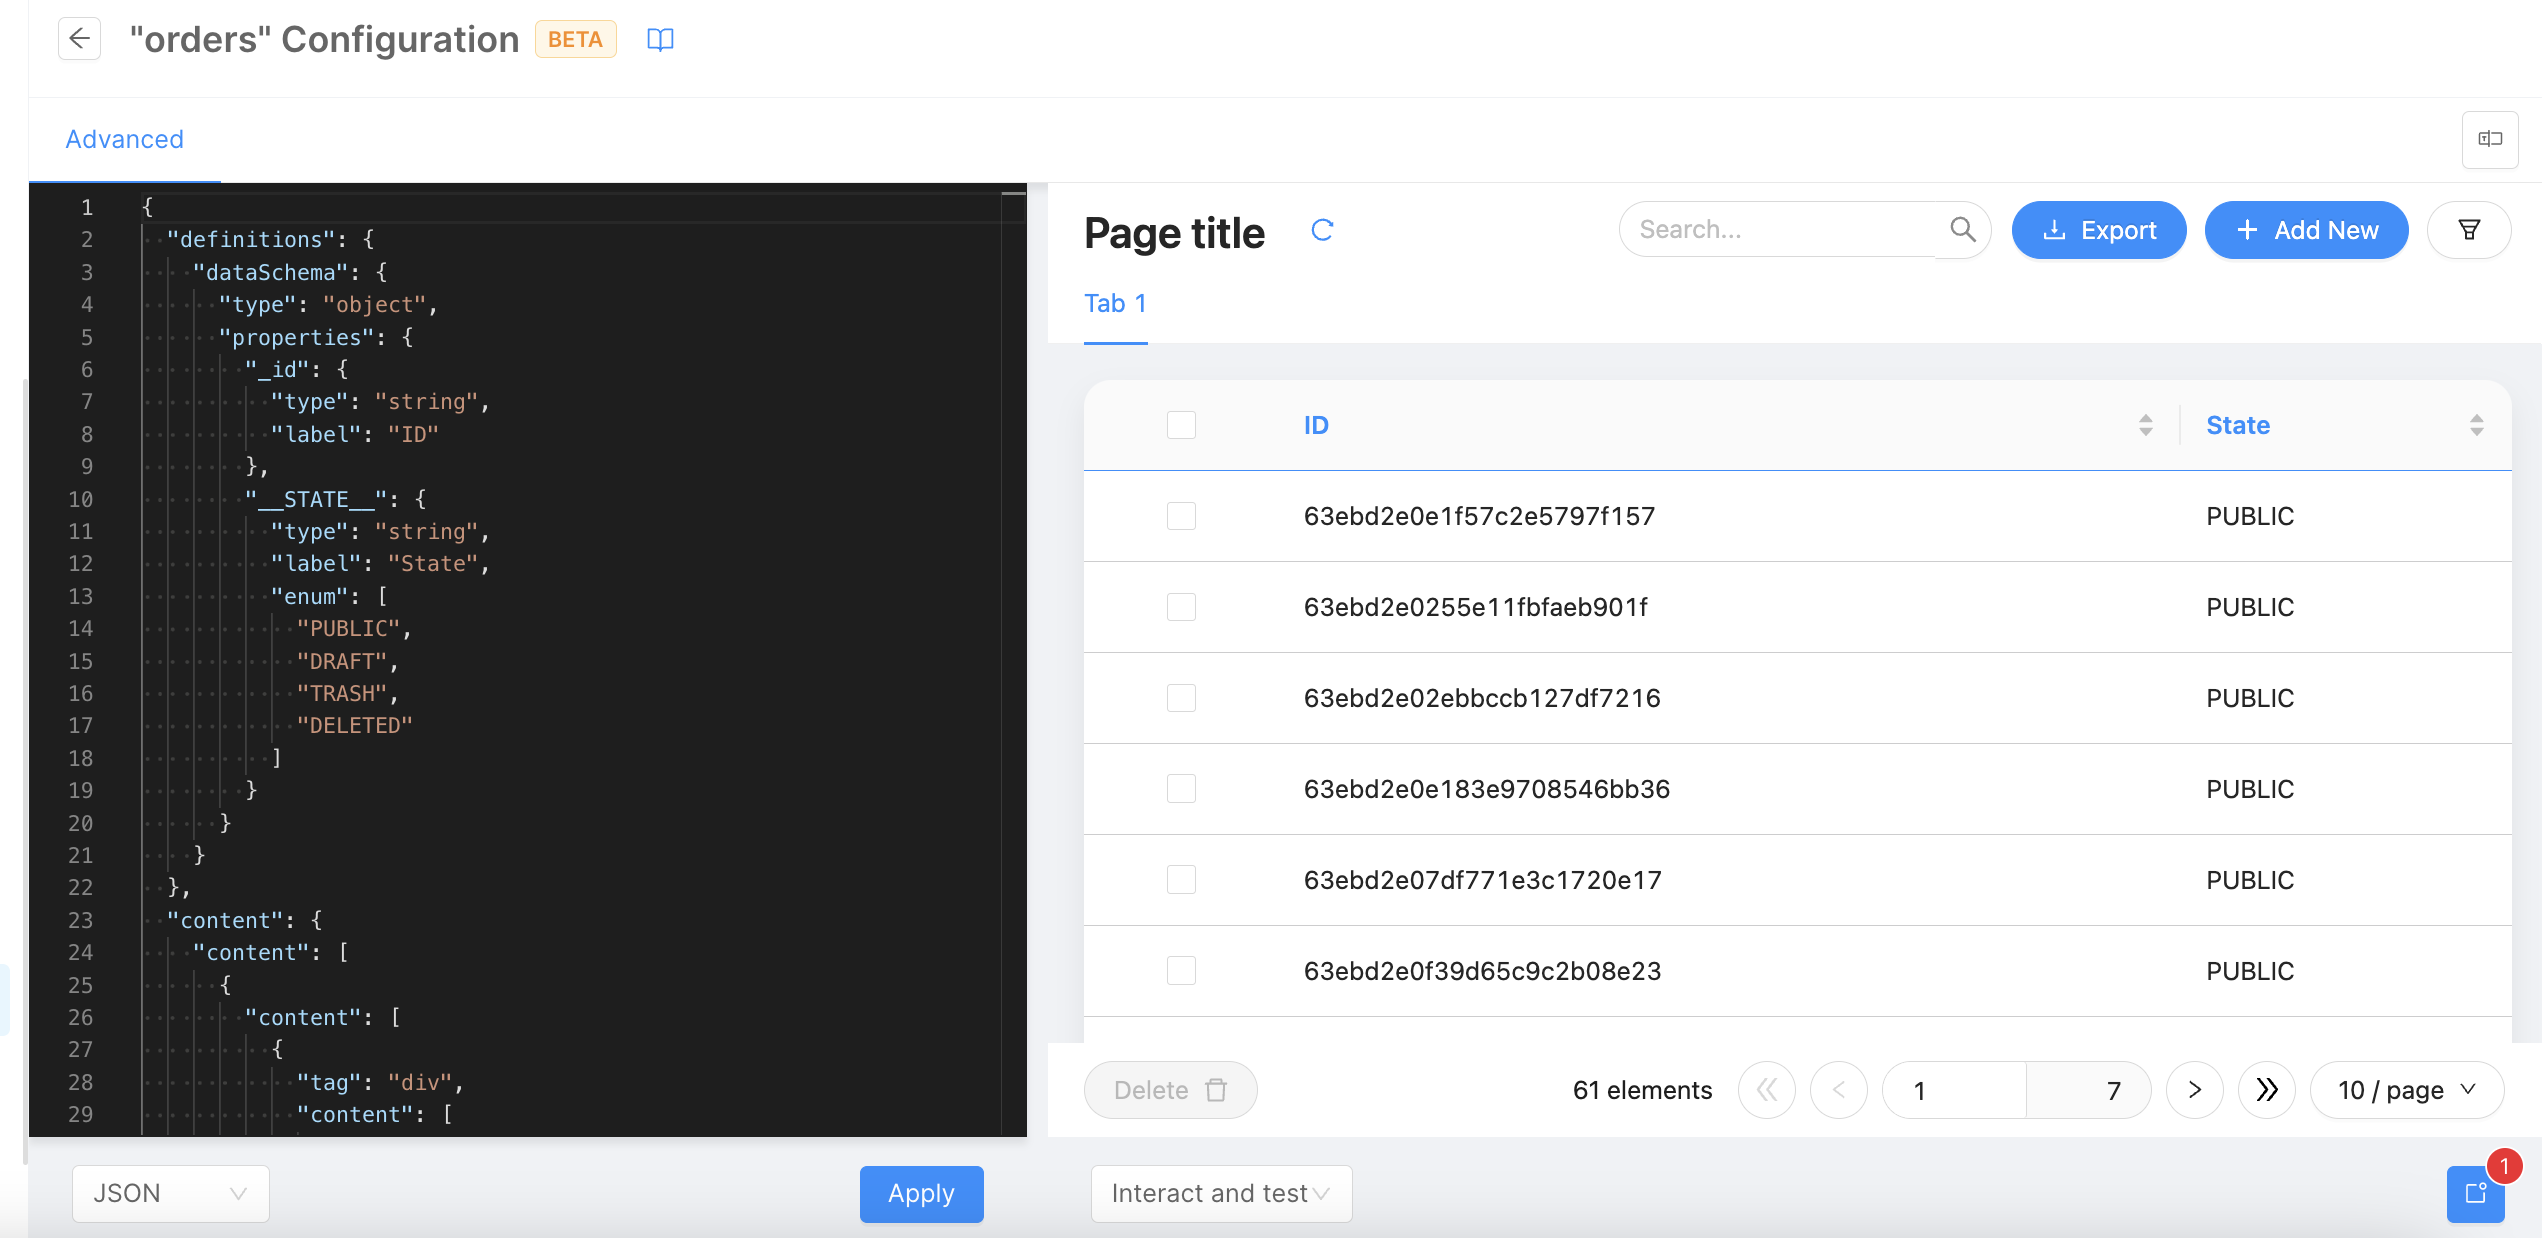 "orders" Configuration BETA
Advanced
1 {
2 "definitions": {
3 "dataSchema": {
4 "type": "object",
5 "properties": {
6 "_id": {
7 "type": "string",
8 "label": "ID"
9 },
10 "__STATE__": {
11 "type": "string",
12 "label": "State",
13 "enum": [
14 "PUBLIC",
15 "DRAFT",
16 "TRASH",
17 "DELETED"
18 ]
19 }
20 }
21 }
22 },
23 "content": {
24 "content": [
25 {
26 "content": [
27 {
28 "tag": "div",
29 "content": [
JSON
Apply
Page title
Search...
Export
Add New
Tab 1
ID State
63ebd2e0e1f57c2e5797f157 PUBLIC
63ebd2e0255e11fbfaeb901f PUBLIC
63ebd2e02ebbccb127df7216 PUBLIC
63ebd2e0e183e9708546bb36 PUBLIC
63ebd2e07df771e3c1720e17 PUBLIC
63ebd2e0f39d65c9c2b08e23 PUBLIC
Delete 61 elements 1 7 10 / page
Interact and test
1